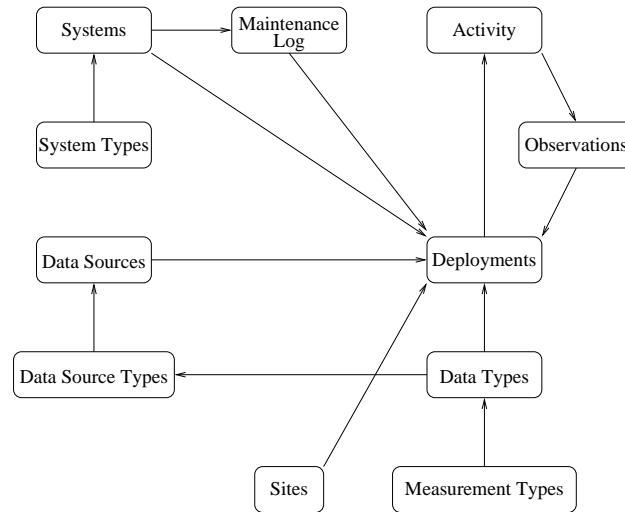 Systems
Maintenance
Log
Activity
System Types
Observations
Data Sources
Deployments
Data Source Types
Data Types
Sites
Measurement Types